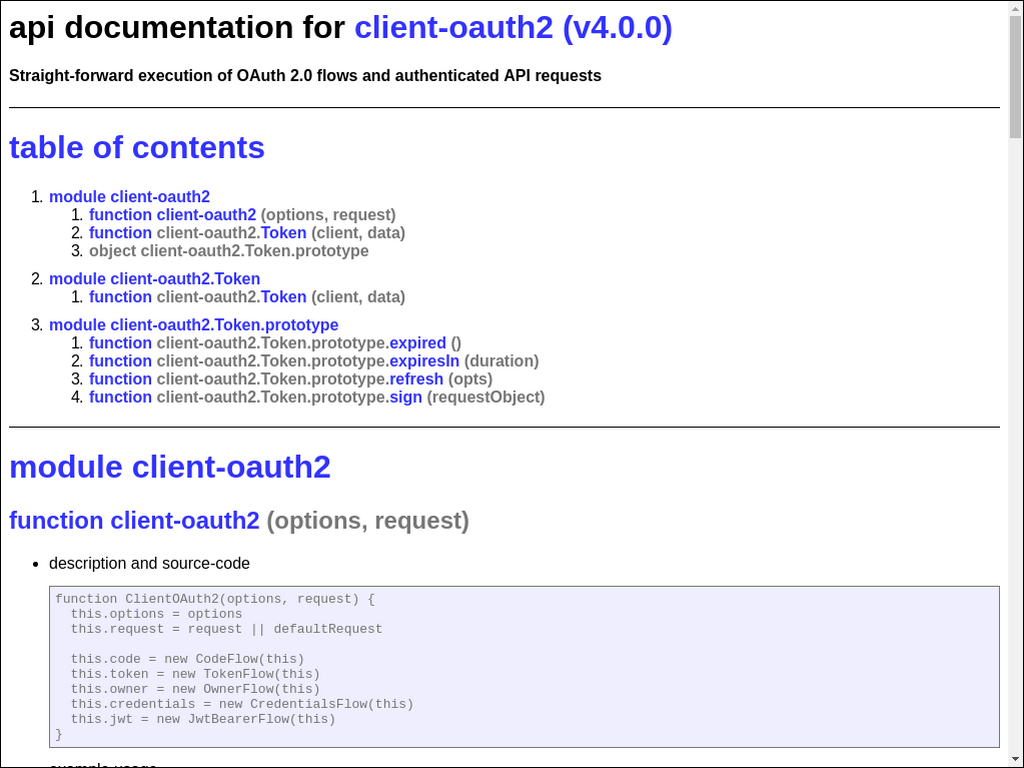 api documentation for client-oauth2 (v4.0.0)
Straight-forward execution of OAuth 2.0 flows and authenticated API requests
table of contents
1. module client-oauth2
1. function client-oauth2 (options, request)
2. function client-oauth2.Token (client, data)
3. object client-oauth2.Token.prototype
2. module client-oauth2.Token
1. function client-oauth2.Token (client, data)
3. module client-oauth2.Token.prototype
1. function client-oauth2.Token.prototype.expired ()
2. function client-oauth2.Token.prototype.expiresIn (duration)
3. function client-oauth2.Token.prototype.refresh (opts)
4. function client-oauth2.Token.prototype.sign (requestObject)
module client-oauth2
function client-oauth2 (options, request)
• description and source-code
function ClientOAuth2(options, request) {
  this.options = options
  this.request = request || defaultRequest
  this.code = new CodeFlow(this)
  this.token = new TokenFlow(this)
  this.owner = new OwnerFlow(this)
  this.credentials = new CredentialsFlow(this)
  this.jwt = new JwtBearerFlow(this)
}